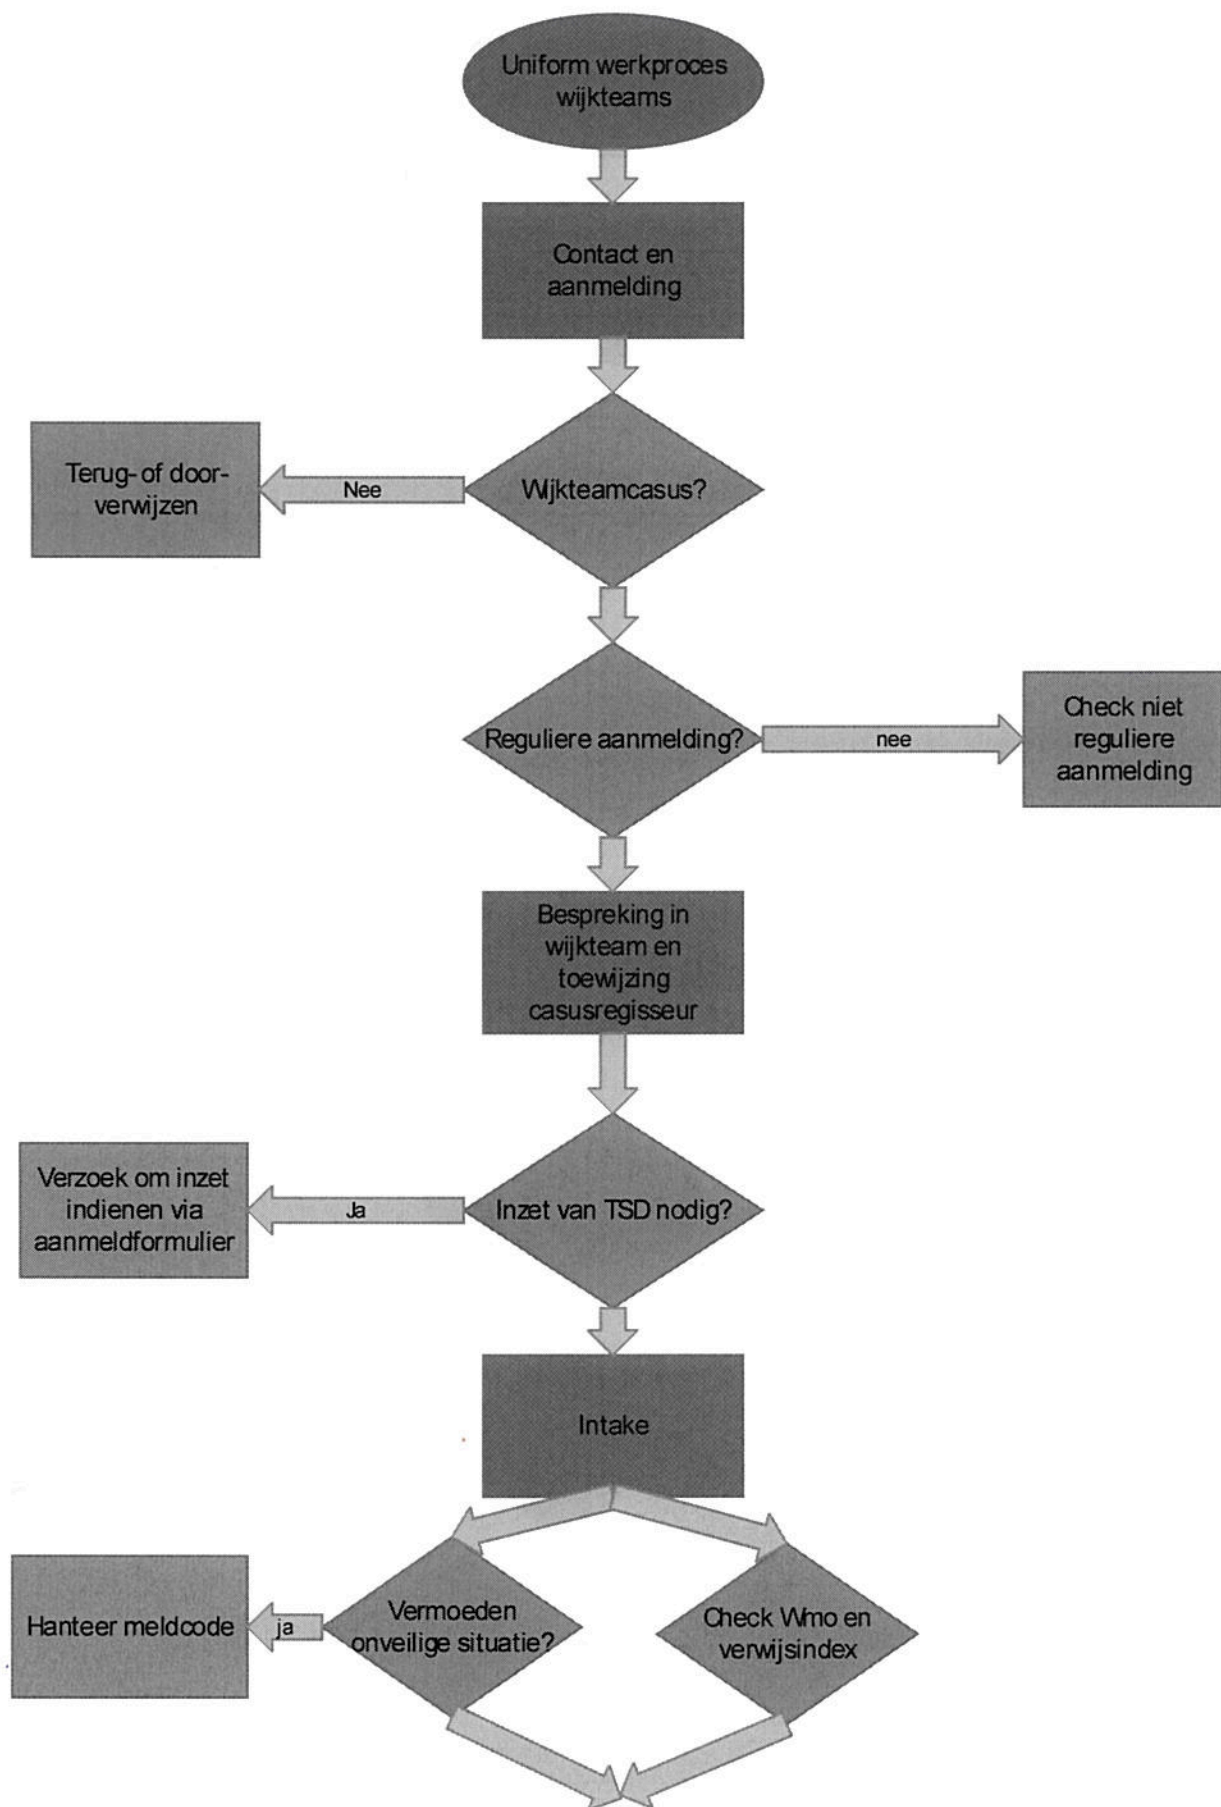 Uniform werkproces
wijkteams
Contact en
aanmelding
Terug- of door-
verwijzen
Nee
Wijkteamcasus?
Reguliere aanmelding?
nee
Check niet
reguliere
aanmelding
Bespreking in
wijkteam en
toewijzing
casusregisseur
Verzoek om inzet
indienen via
aanmeldformulier
Ja
Inzet van TSD nodig?
Intake
Hanteer meldcode
ja
Vermoeden
onveilige situatie?
Check Wmo en
verwijsindex